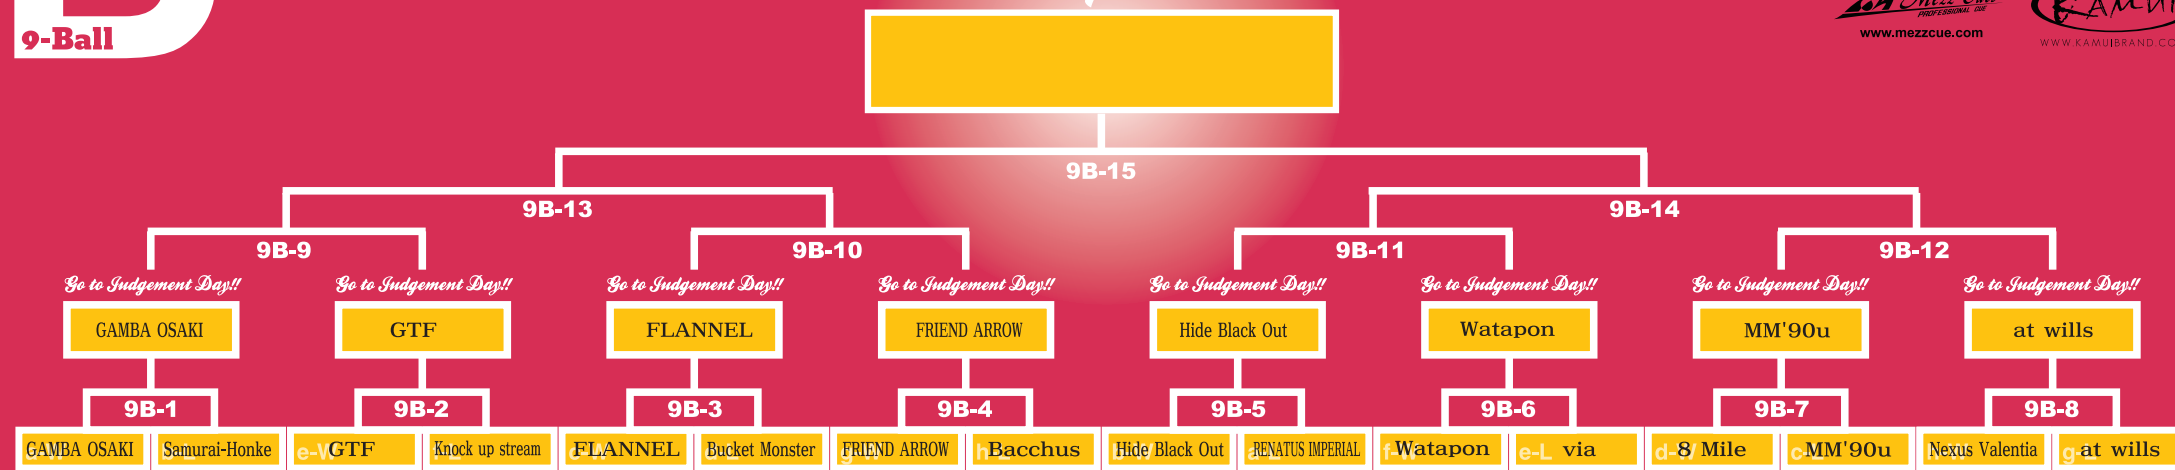 9-Ball
PROFESSIONAL CUE
www.mezzcue.com
9B-15
9B-13
9B-14
9B-9
9B-10
9B-11
9B-12
Go to Judgement Day!! Go to Judgement Day!! Go to Judgement Day!! Go to Judgement Day!! Go to Judgement Day!! Go to Judgement Day!! Go to Judgement Day!! Go to Judgement Day!!
GAMBA OSAKI GTF FLANNEL FRIEND ARROW Hide Black Out Watapon MM'90u at wills
9B-1 9B-2 9B-3 9B-4 9B-5 9B-6 9B-7 9B-8
GAMBA OSAKI Samurai-Honke GTF Knock up stream FLANNEL Bucket Monster FRIEND ARROW Bacchus Hide Black Out RENATUS IMPERIAL Watapon e-L via 8 Mile MM'90u Nexus Valentia at wills